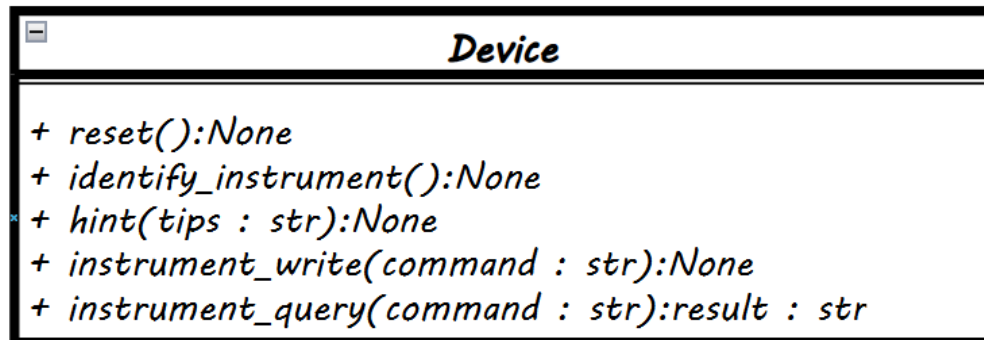 Device
+ reset():None
+ identify_instrument():None
+ hint(tips : str):None
+ instrument_write(command : str):None
+ instrument_query(command : str):result : str